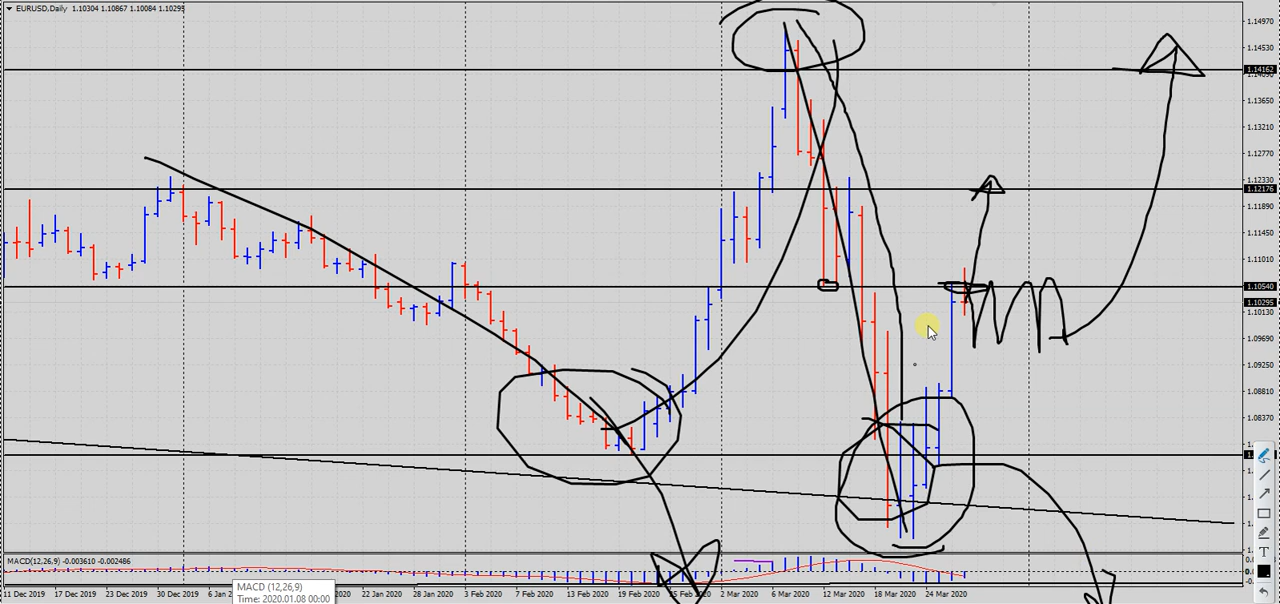 EURUSD,Daily 1.10304 1.10867 1.10084 1.10295
1.14970
1.14530
1.14162
1.13650
1.13210
1.12770
1.12330
1.12176
1.11890
1.11450
1.11010
1.10540
1.10295
1.10130
1.09690
1.09250
1.08810
1.08370
MACD(12,26,9) -0.003610 -0.002486
MACD (12,26,9)
Time: 2020.01.08 00:00
11 Dec 2019
17 Dec 2019
23 Dec 2019
30 Dec 2019
22 Jan 2020
28 Jan 2020
3 Feb 2020
7 Feb 2020
13 Feb 2020
19 Feb 2020
2 Mar 2020
6 Mar 2020
12 Mar 2020
18 Mar 2020
24 Mar 2020
T